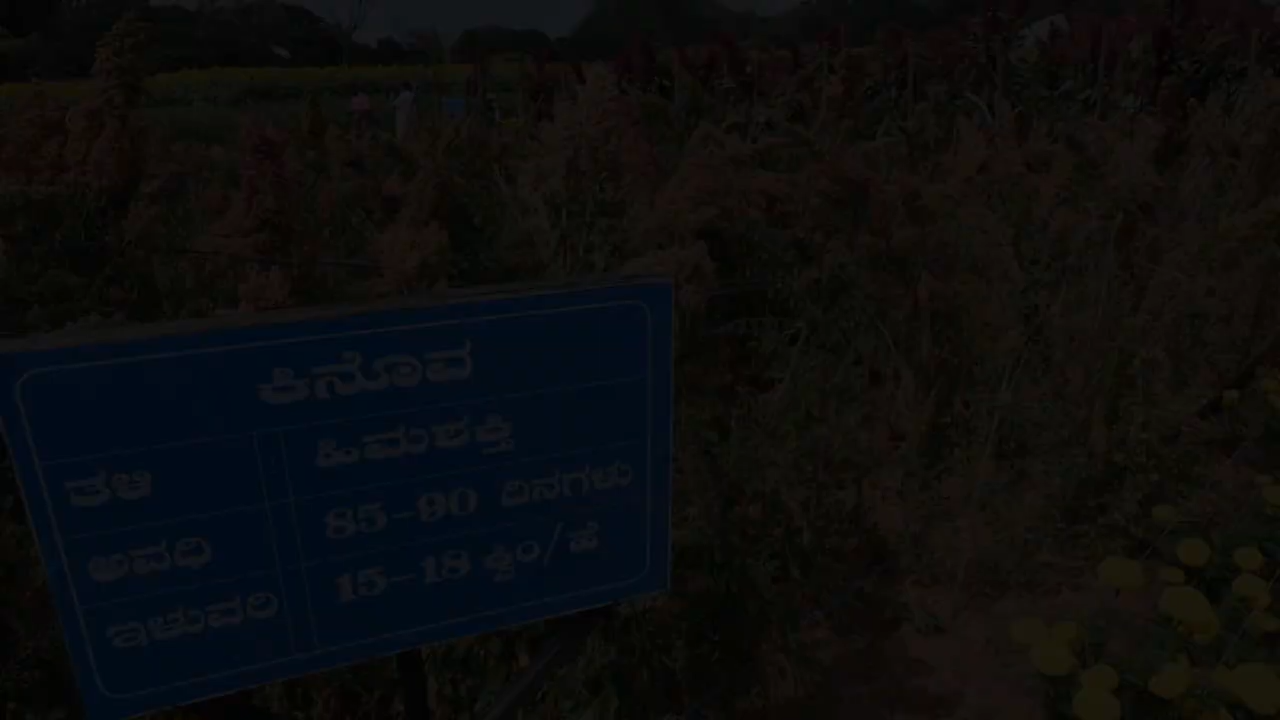 ಕಿನೋವ
ತಳಿ ಹಿಮಶಕ್ತಿ
ಅವಧಿ 85-90 ದಿನಗಳು
ಇಳುವರಿ 15-18 ಕ್ವಿಂ/ಹೆ